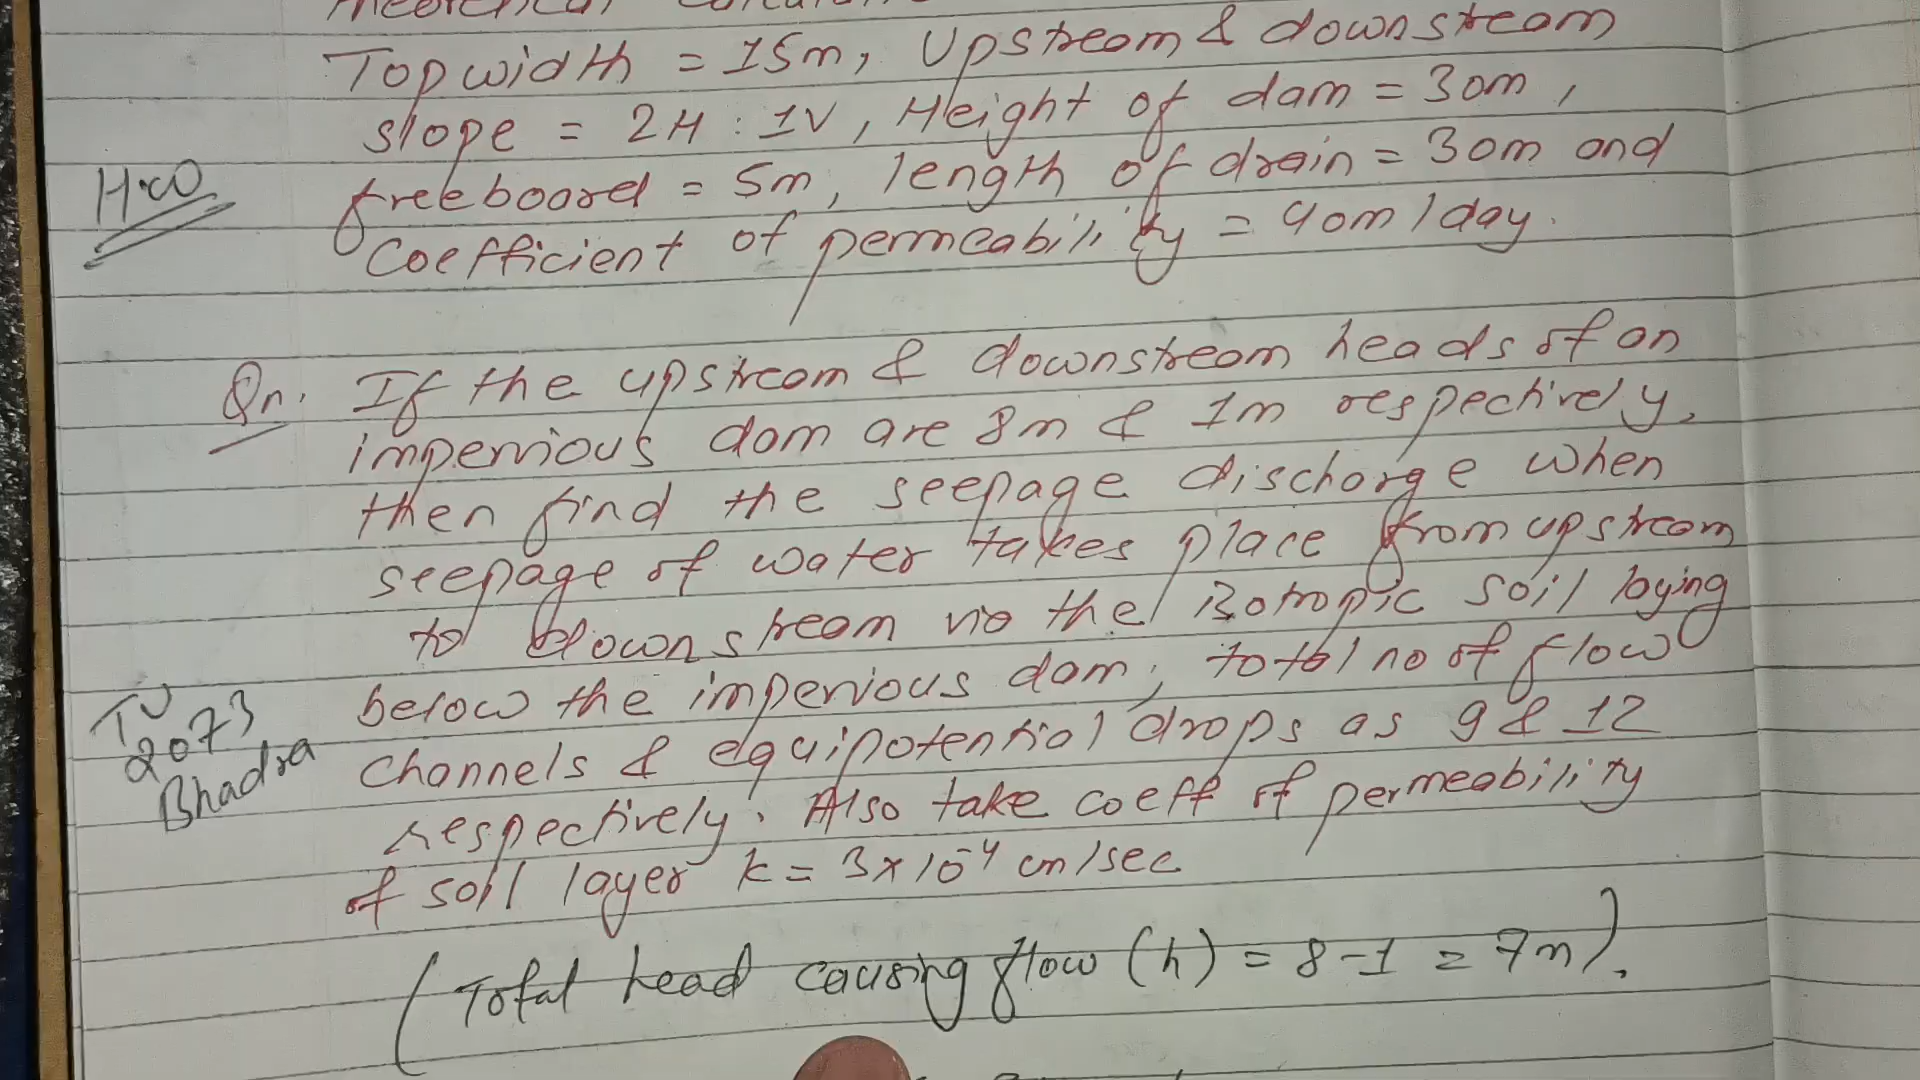 Theoretical
Top width = 15m, Upstream & downstream
slope = 2H : 1V, Height of dam = 30m,
H.W
freeboard = 5m, length of drain = 30m and
Coefficient of permeability = 40m/day.
Qn. If the upstream & downstream heads of an
impervious dam are 8m & 1m respectively,
then find the seepage discharge when
seepage of water takes place from upstream
to downstream via the isotropic soil laying
below the impervious dam, total no of flow
TU
2073
Bhadra
channels & equipotential drops as 9 & 12
respectively. Also take coeff of permeability
of soil layer k = 3x10⁻⁴ cm/sec
(Total head causing flow (h) = 8-1 = 7m).